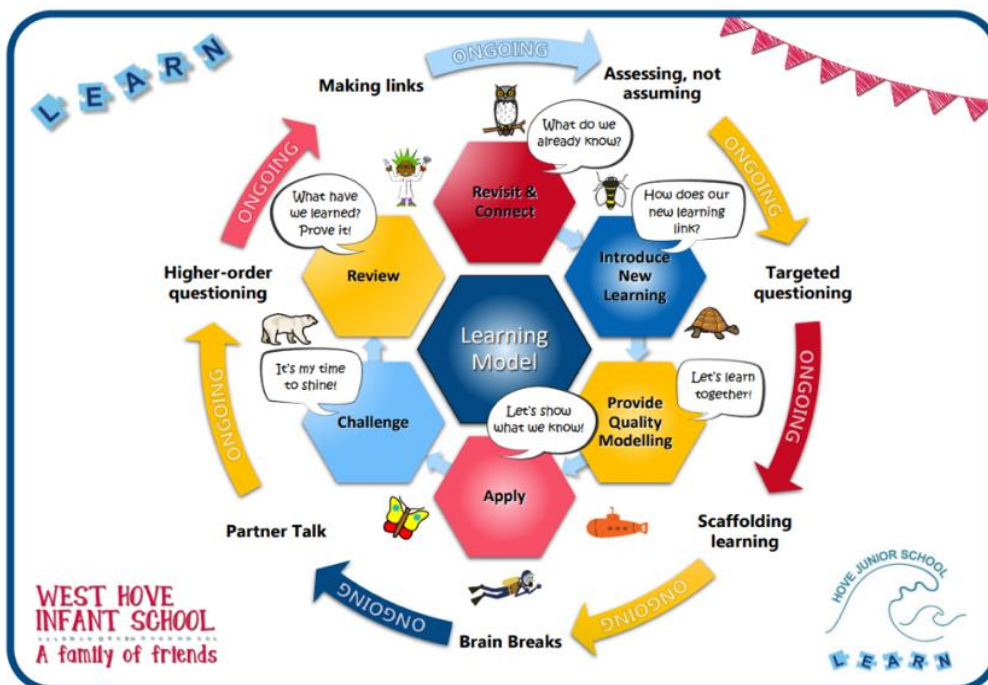 LEARN
ONGOING
Making links
Assessing, not
assuming
ONGOING
What do we
already know?
Revisit &
Connect
ONGOING
What have
we learned?
Prove it!
How does our
new learning
link?
Review
Introduce
New
Learning
Higher-order
questioning
Targeted
questioning
Learning
Model
It's my time
to shine!
Let's learn
together!
ONGOING
ONGOING
Challenge
Let's show
what we know!
Provide
Quality
Modelling
Apply
Partner Talk
Scaffolding
learning
ONGOING
ONGOING
Brain Breaks
WEST HOVE
INFANT SCHOOL
A family of friends
HOVE JUNIOR SCHOOL
LEARN